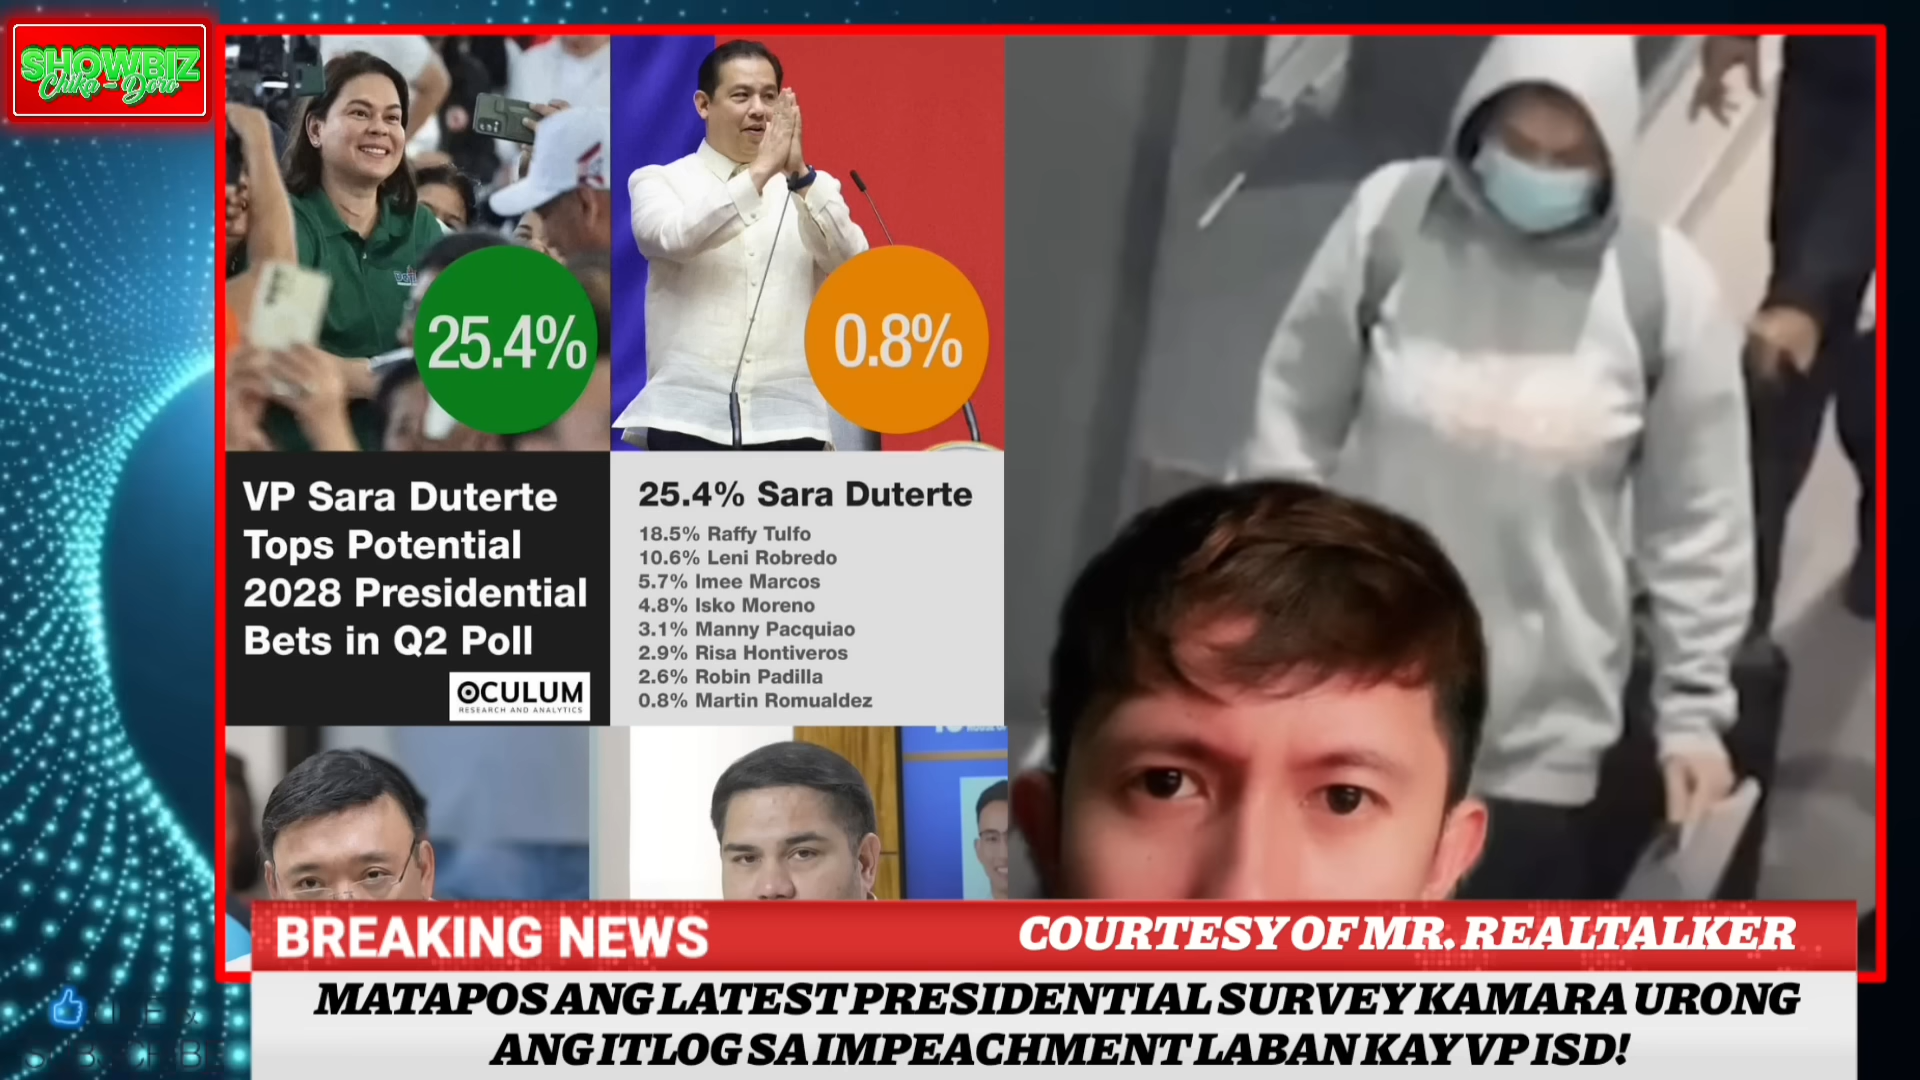 SHOWBIZ
Chika - Doro
25.4%
0.8%
VP Sara Duterte
Tops Potential
2028 Presidential
Bets in Q2 Poll
OCULUM
RESEARCH AND ANALYTICS
25.4% Sara Duterte
18.5% Raffy Tulfo
10.6% Leni Robredo
5.7% Imee Marcos
4.8% Isko Moreno
3.1% Manny Pacquiao
2.9% Risa Hontiveros
2.6% Robin Padilla
0.8% Martin Romualdez
BREAKING NEWS
COURTESY OF MR. REALTALKER
MATAPOS ANG LATEST PRESIDENTIAL SURVEY KAMARA URONG
ANG ITLOG SA IMPEACHMENT LABAN KAY VP ISD!